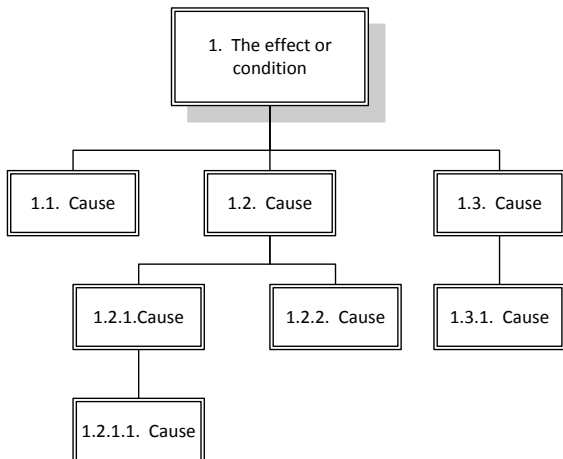 1. The effect or
condition
1.1. Cause
1.2. Cause
1.3. Cause
1.2.1.Cause
1.2.2. Cause
1.3.1. Cause
1.2.1.1. Cause